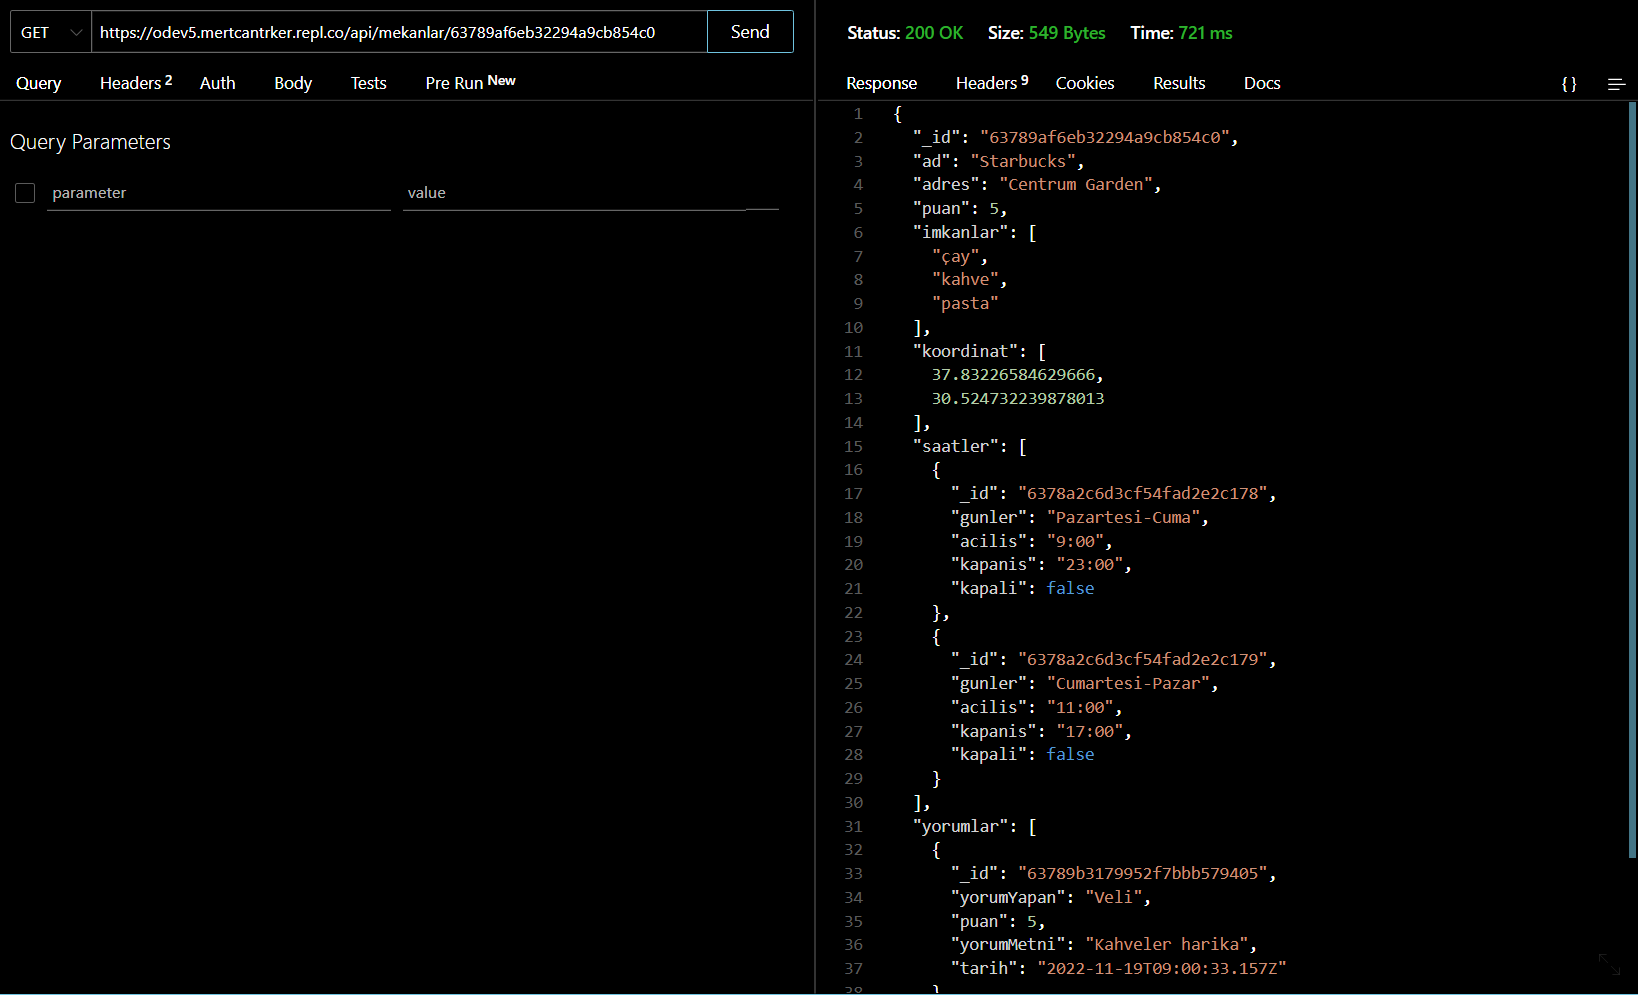 GET https://odev5.mertcantrker.repl.co/api/mekanlar/63789af6eb32294a9cb854c0 Send
Query Headers 2 Auth Body Tests Pre Run New
Query Parameters
parameter value
Status: 200 OK Size: 549 Bytes Time: 721 ms
Response Headers 9 Cookies Results Docs {}
1 {
2 "_id": "63789af6eb32294a9cb854c0",
3 "ad": "Starbucks",
4 "adres": "Centrum Garden",
5 "puan": 5,
6 "imkanlar": [
7 "çay",
8 "kahve",
9 "pasta"
10 ],
11 "koordinat": [
12 37.83226584629666,
13 30.524732239878013
14 ],
15 "saatler": [
16 {
17 "_id": "6378a2c6d3cf54fad2e2c178",
18 "gunler": "Pazartesi-Cuma",
19 "acilis": "9:00",
20 "kapanis": "23:00",
21 "kapali": false
22 },
23 {
24 "_id": "6378a2c6d3cf54fad2e2c179",
25 "gunler": "Cumartesi-Pazar",
26 "acilis": "11:00",
27 "kapanis": "17:00",
28 "kapali": false
29 }
30 ],
31 "yorumlar": [
32 {
33 "_id": "63789b3179952f7bbb579405",
34 "yorumYapan": "Veli",
35 "puan": 5,
36 "yorumMetni": "Kahveler harika",
37 "tarih": "2022-11-19T09:00:33.157Z"
38 }